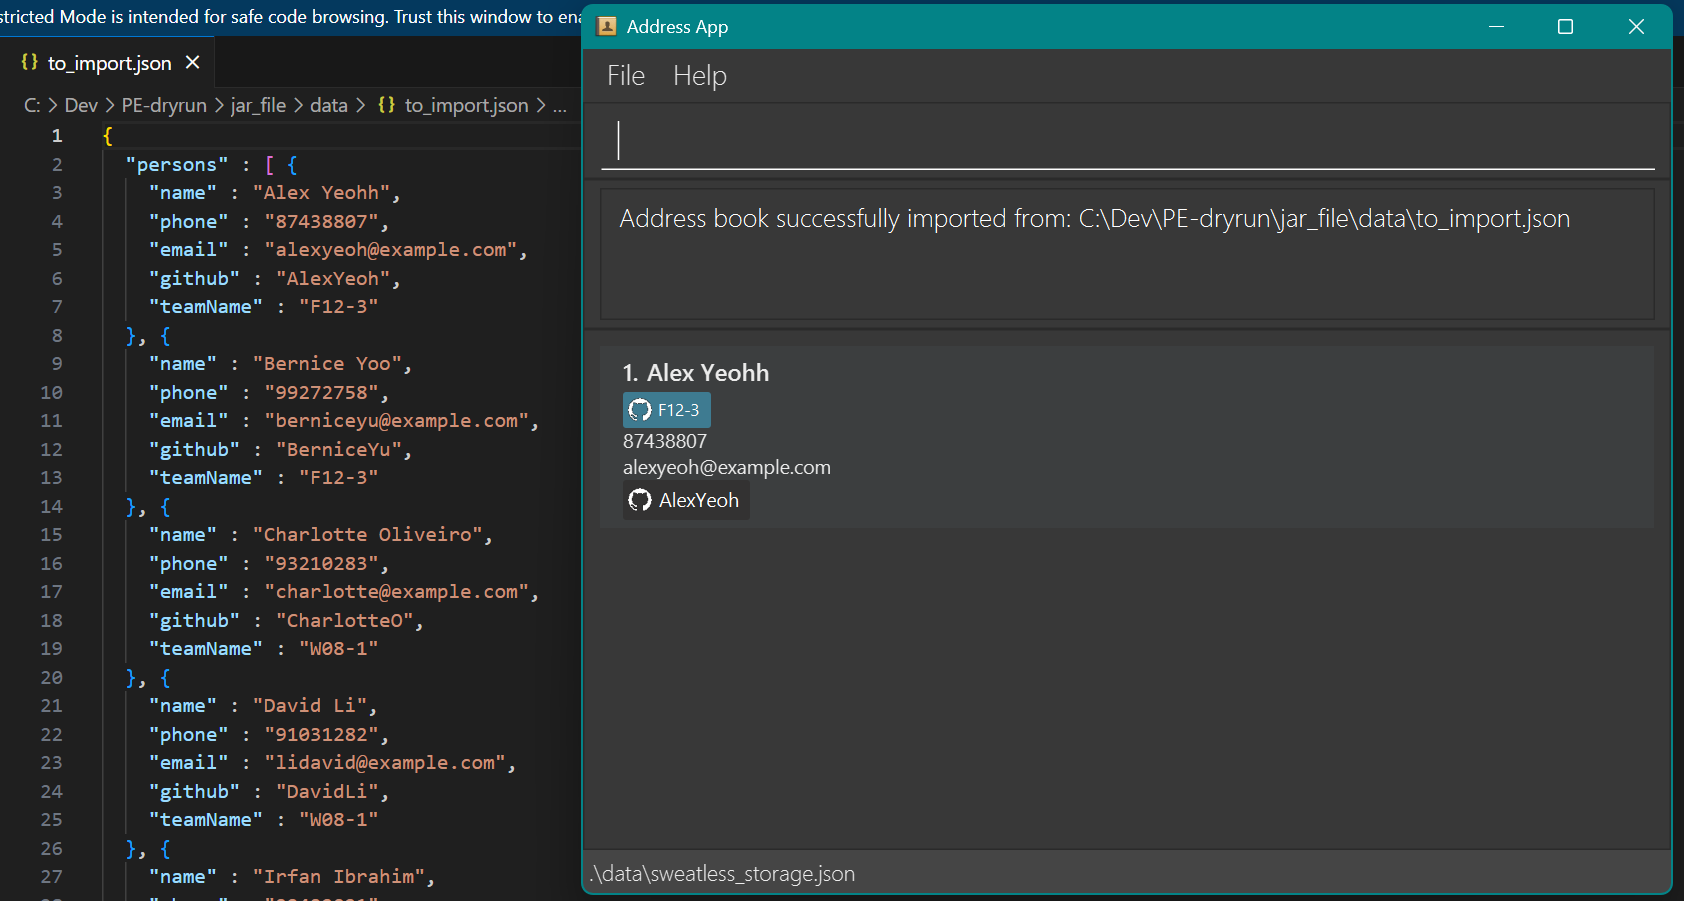 stricted Mode is intended for safe code browsing. Trust this window to ena
to_import.json
C: > Dev > PE-dryrun > jar_file > data > {} to_import.json > ...
1 {
2 "persons" : [ {
3 "name" : "Alex Yeohh",
4 "phone" : "87438807",
5 "email" : "alexyeoh@example.com",
6 "github" : "AlexYeoh",
7 "teamName" : "F12-3"
8 }, {
9 "name" : "Bernice Yoo",
10 "phone" : "99272758",
11 "email" : "berniceyu@example.com",
12 "github" : "BerniceYu",
13 "teamName" : "F12-3"
14 }, {
15 "name" : "Charlotte Oliveiro",
16 "phone" : "93210283",
17 "email" : "charlotte@example.com",
18 "github" : "CharlotteO",
19 "teamName" : "W08-1"
20 }, {
21 "name" : "David Li",
22 "phone" : "91031282",
23 "email" : "lidavid@example.com",
24 "github" : "DavidLi",
25 "teamName" : "W08-1"
26 }, {
27 "name" : "Irfan Ibrahim",
Address App
File Help
Address book successfully imported from: C:\Dev\PE-dryrun\jar_file\data\to_import.json
1. Alex Yeohh
F12-3
87438807
alexyeoh@example.com
AlexYeoh
.\data\sweatless_storage.json